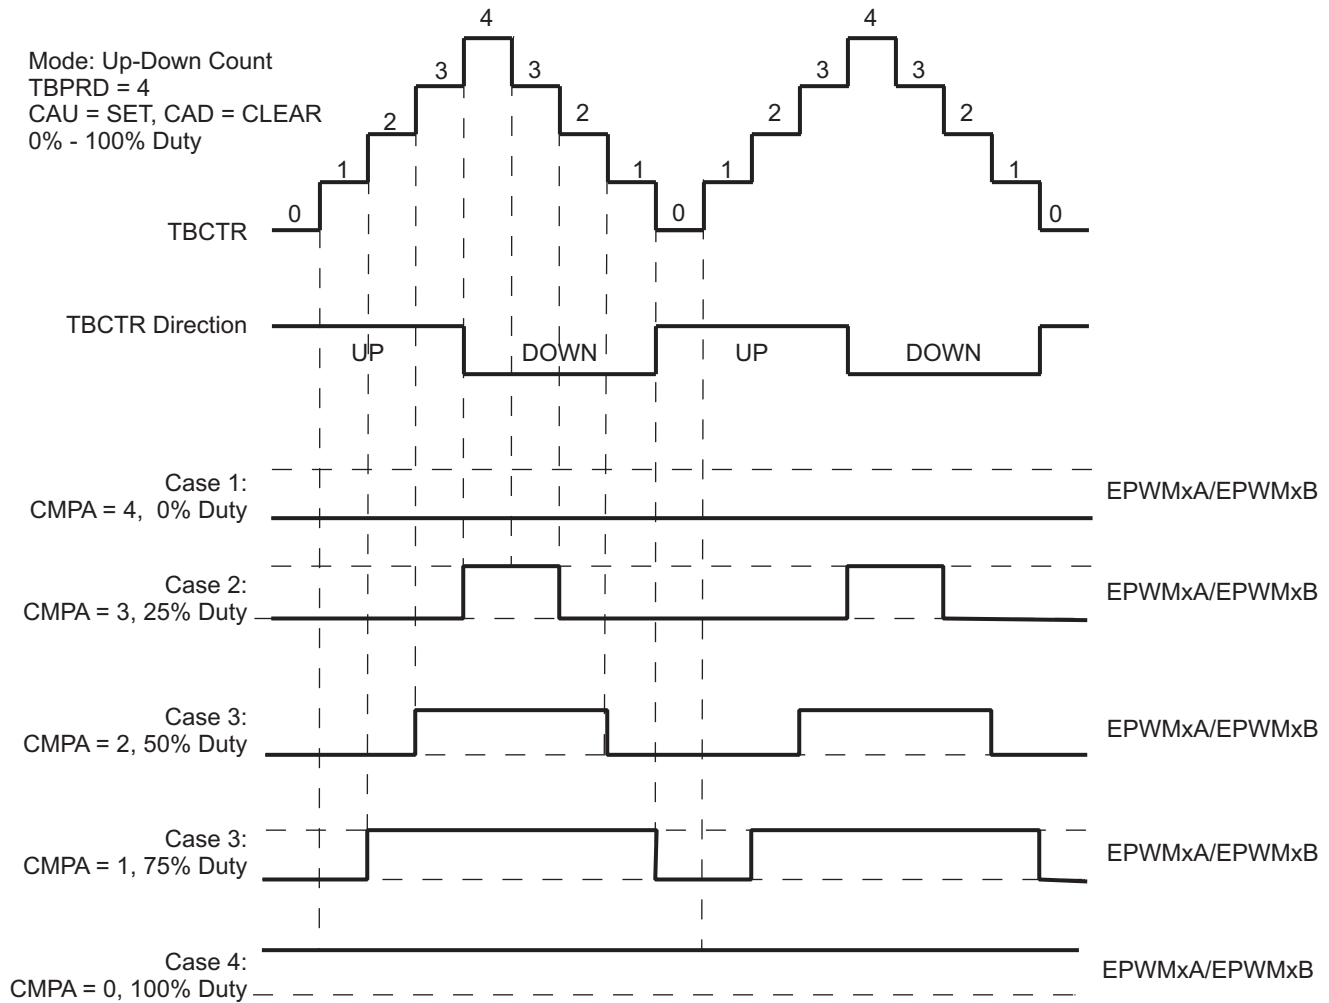 4
4
Mode: Up-Down Count
TBPRD = 4
CAU = SET, CAD = CLEAR
0% - 100% Duty
3
3
3
3
2
2
2
2
1
1
1
1
0
0
0
TBCTR
TBCTR Direction
UP
DOWN
UP
DOWN
Case 1:
CMPA = 4, 0% Duty
EPWMxA/EPWMxB
Case 2:
CMPA = 3, 25% Duty
EPWMxA/EPWMxB
Case 3:
CMPA = 2, 50% Duty
EPWMxA/EPWMxB
Case 3:
CMPA = 1, 75% Duty
EPWMxA/EPWMxB
Case 4:
CMPA = 0, 100% Duty
EPWMxA/EPWMxB